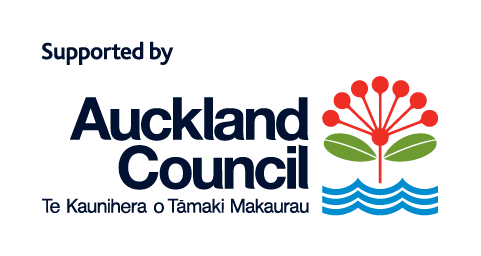 Supported by
Auckland
Council
Te Kaunihera o Tāmaki Makaurau